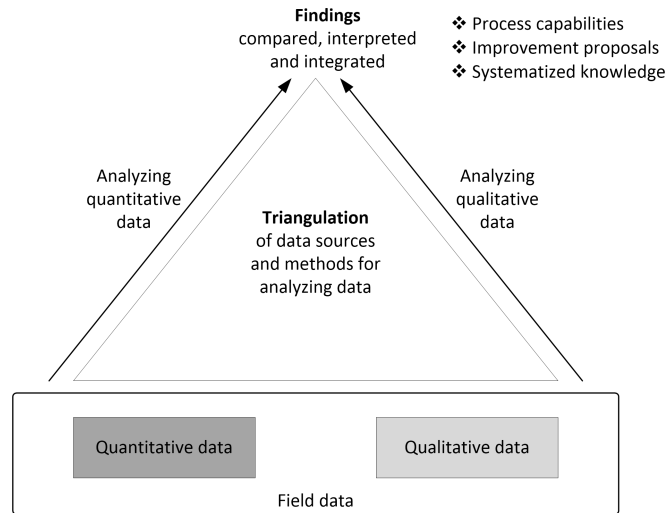 Findings
compared, interpreted
and integrated
❖ Process capabilities
❖ Improvement proposals
❖ Systematized knowledge
Analyzing
quantitative
data
Analyzing
qualitative
data
Triangulation
of data sources
and methods for
analyzing data
Quantitative data
Qualitative data
Field data